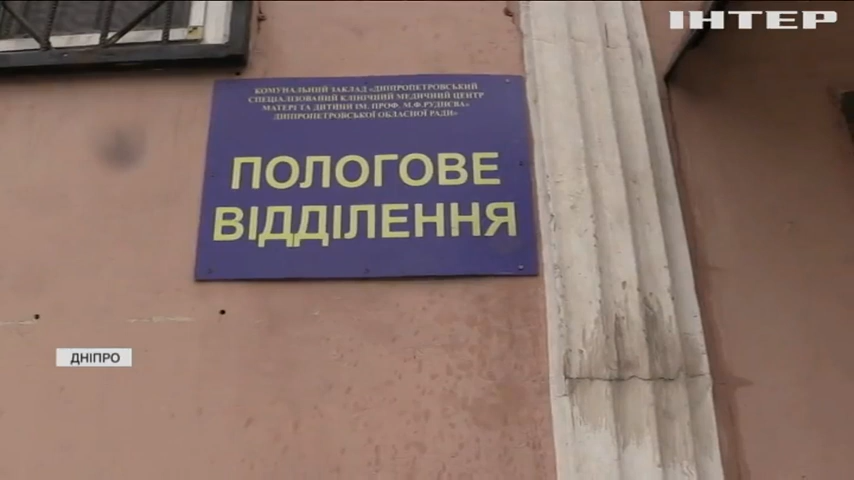 ІНТЕР
КОМУНАЛЬНИЙ ЗАКЛАД «ДНІПРОПЕТРОВСЬКИЙ
СПЕЦІАЛІЗОВАНИЙ КЛІНІЧНИЙ МЕДИЧНИЙ ЦЕНТР
МАТЕРІ ТА ДИТИНИ ІМ. ПРОФ. М.Ф.РУДНЄВА»
ДНІПРОПЕТРОВСЬКОЇ ОБЛАСНОЇ РАДИ»
ПОЛОГОВЕ
ВІДДІЛЕННЯ
ДНІПРО